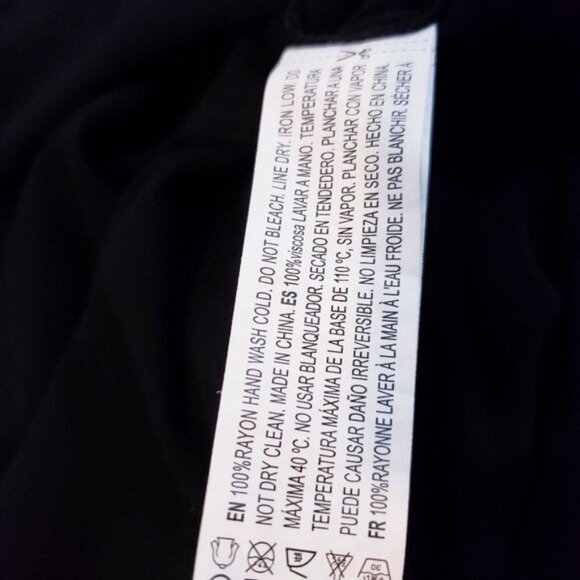 EN 100%RAYON HAND WASH COLD. DO NOT BLEACH. LINE DRY. IRON LOW. DO
NOT DRY CLEAN. MADE IN CHINA. ES 100%viscosa LAVAR A MANO. TEMPERATURA
MÁXIMA 40 ºC. NO USAR BLANQUEADOR. SECADO EN TENDEDERO. PLANCHAR A UNA
TEMPERATURA MÁXIMA DE LA BASE DE 110 ºC, SIN VAPOR. PLANCHAR CON VAPOR
PUEDE CAUSAR DAÑO IRREVERSIBLE. NO LIMPIEZA EN SECO. HECHO EN CHINA.
FR 100%RAYONNE LAVER À LA MAIN À L'EAU FROIDE. NE PAS BLANCHIR. SÉCHER À
30